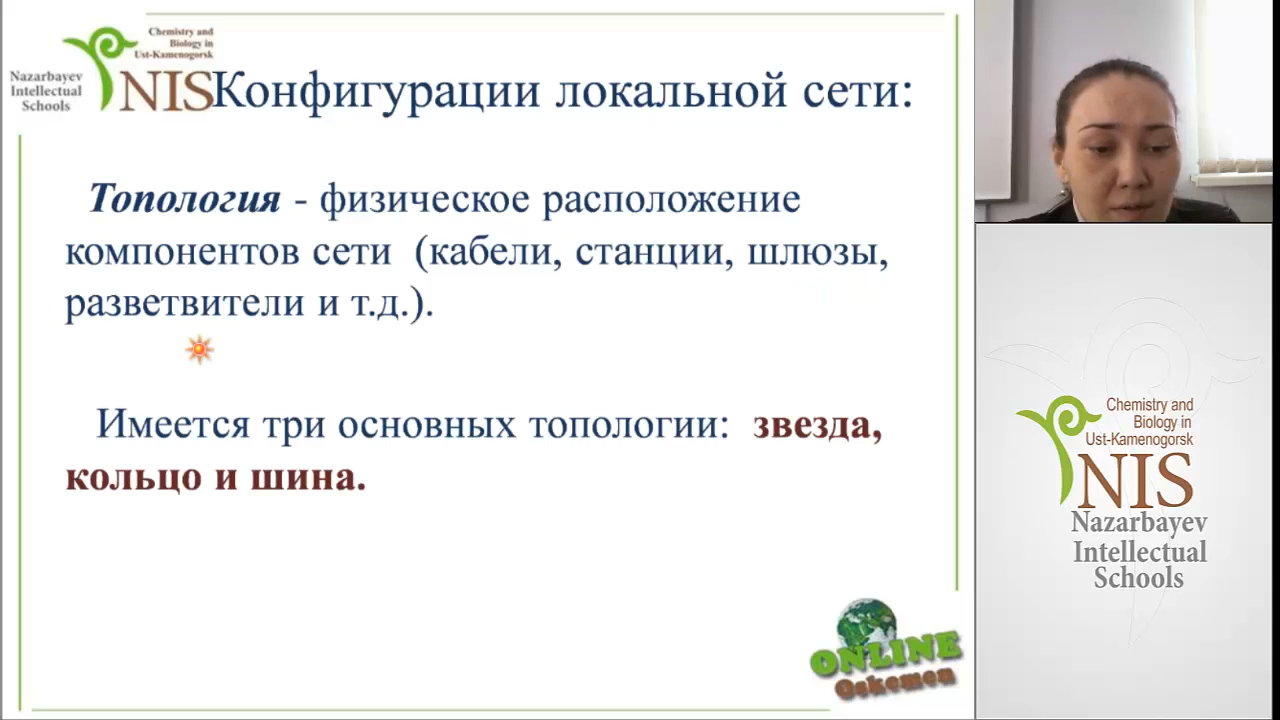 Chemistry and
Biology in
Ust-Kamenogorsk
Nazarbayev
Intellectual
Schools
NIS
Конфигурации локальной сети:
Топология - физическое расположение
компонентов сети (кабели, станции, шлюзы,
разветвители и т.д.).
Имеется три основных топологии: звезда,
кольцо и шина.
ONLINE
Oskemen
Chemistry and
Biology in
Ust-Kamenogorsk
NIS
Nazarbayev
Intellectual
Schools